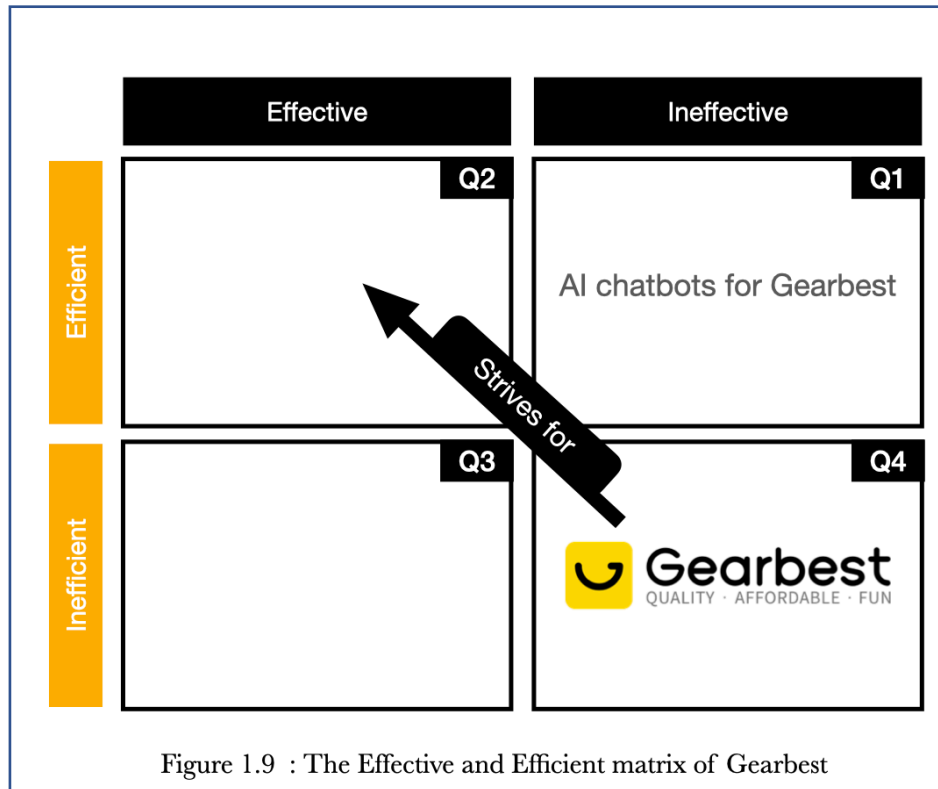 Effective
Ineffective
Efficient
Q2
Q1
AI chatbots for Gearbest
Strives for
Inefficient
Q3
Q4
Gearbest
QUALITY · AFFORDABLE · FUN
Figure 1.9 : The Effective and Efficient matrix of Gearbest